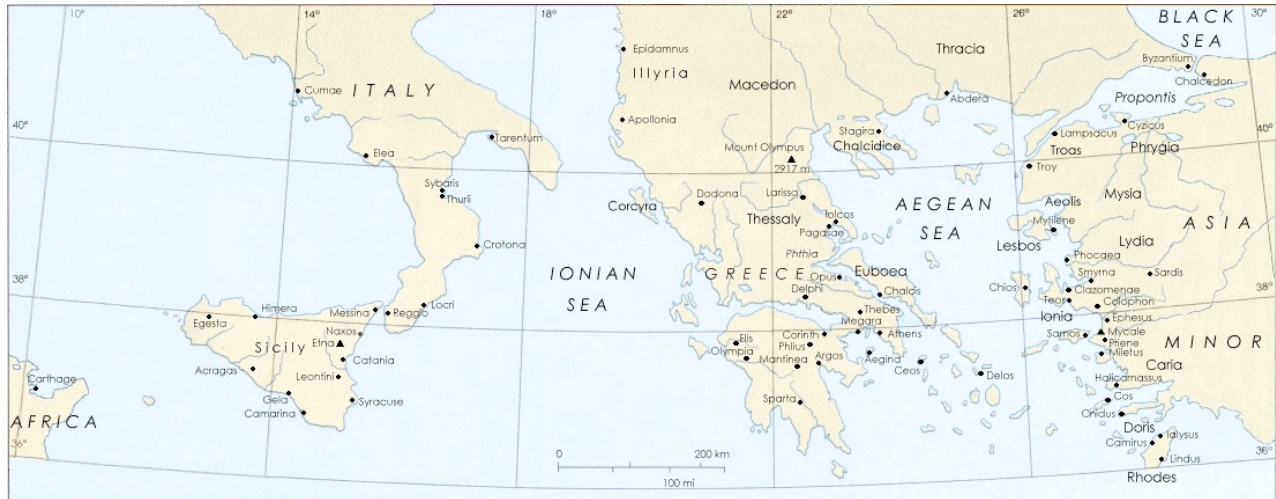 10°
14°
18°
22°
26°
30°
BLACK
SEA
Byzantium
Chalcedon
Propontis
Cyzicus
Epidamnus
Illyria
Macedon
Thracia
Abdera
Cumae
ITALY
Apollonia
Stagira
Chalcidice
Lampsacus
Troas
Phrygia
40°
40°
Tarentum
Elea
Mount Olympus
2917 m
Troy
Sybaris
Thurii
Corcyra
Dodona
Larissa
Thessaly
Iolcos
Pagasae
AEGEAN
SEA
Aeolis
Mysia
Mytilene
Lesbos
ASIA
Crotona
Phthia
Lydia
Phocaea
IONIAN
SEA
GREECE
Opus
Euboea
Delphi
Chalcis
Chios
Smyrna
Sardis
Clazomenae
Teos
Colophon
38°
38°
Egesta
Himera
Messina
Reggio
Locri
Thebes
Megara
Athens
Ionia
Ephesus
Samos
Mycale
Priene
Miletus
MINOR
Naxos
Etna
Sicily
Catania
Elis
Olympia
Corinth
Phlius
Mantinea
Argos
Aegina
Ceos
Delos
Caria
Carthage
Acragas
Leontini
Gela
Camarina
Syracuse
Sparta
Halicarnassus
Cos
Cnidus
Doris
AFRICA
36°
36°
Ialysus
Camirus
Lindus
Rhodes
0
200 km
100 mi